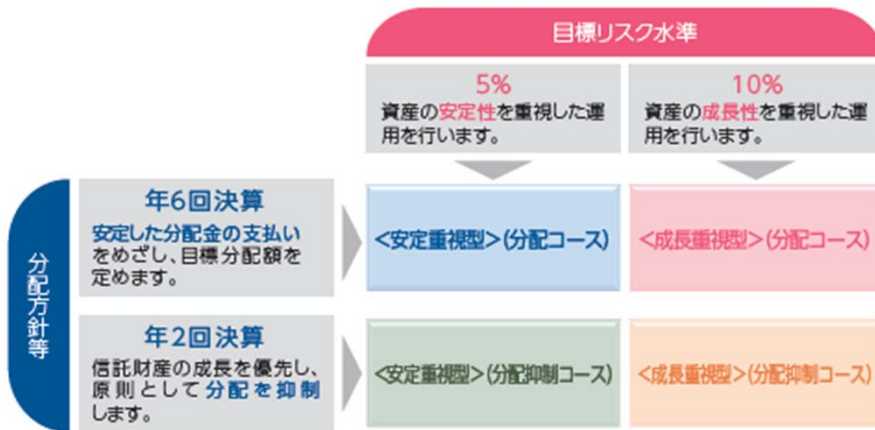 目標リスク水準
5%
資産の安定性を重視した運
用を行います。
10%
資産の成長性を重視した運
用を行います。
分配方針等
年6回決算
安定した分配金の支払い
をめざし、目標分配額を
定めます。
<安定重視型>(分配コース)
<成長重視型>(分配コース)
年2回決算
信託財産の成長を優先し、
原則として分配を抑制
します。
<安定重視型>(分配抑制コース)
<成長重視型>(分配抑制コース)